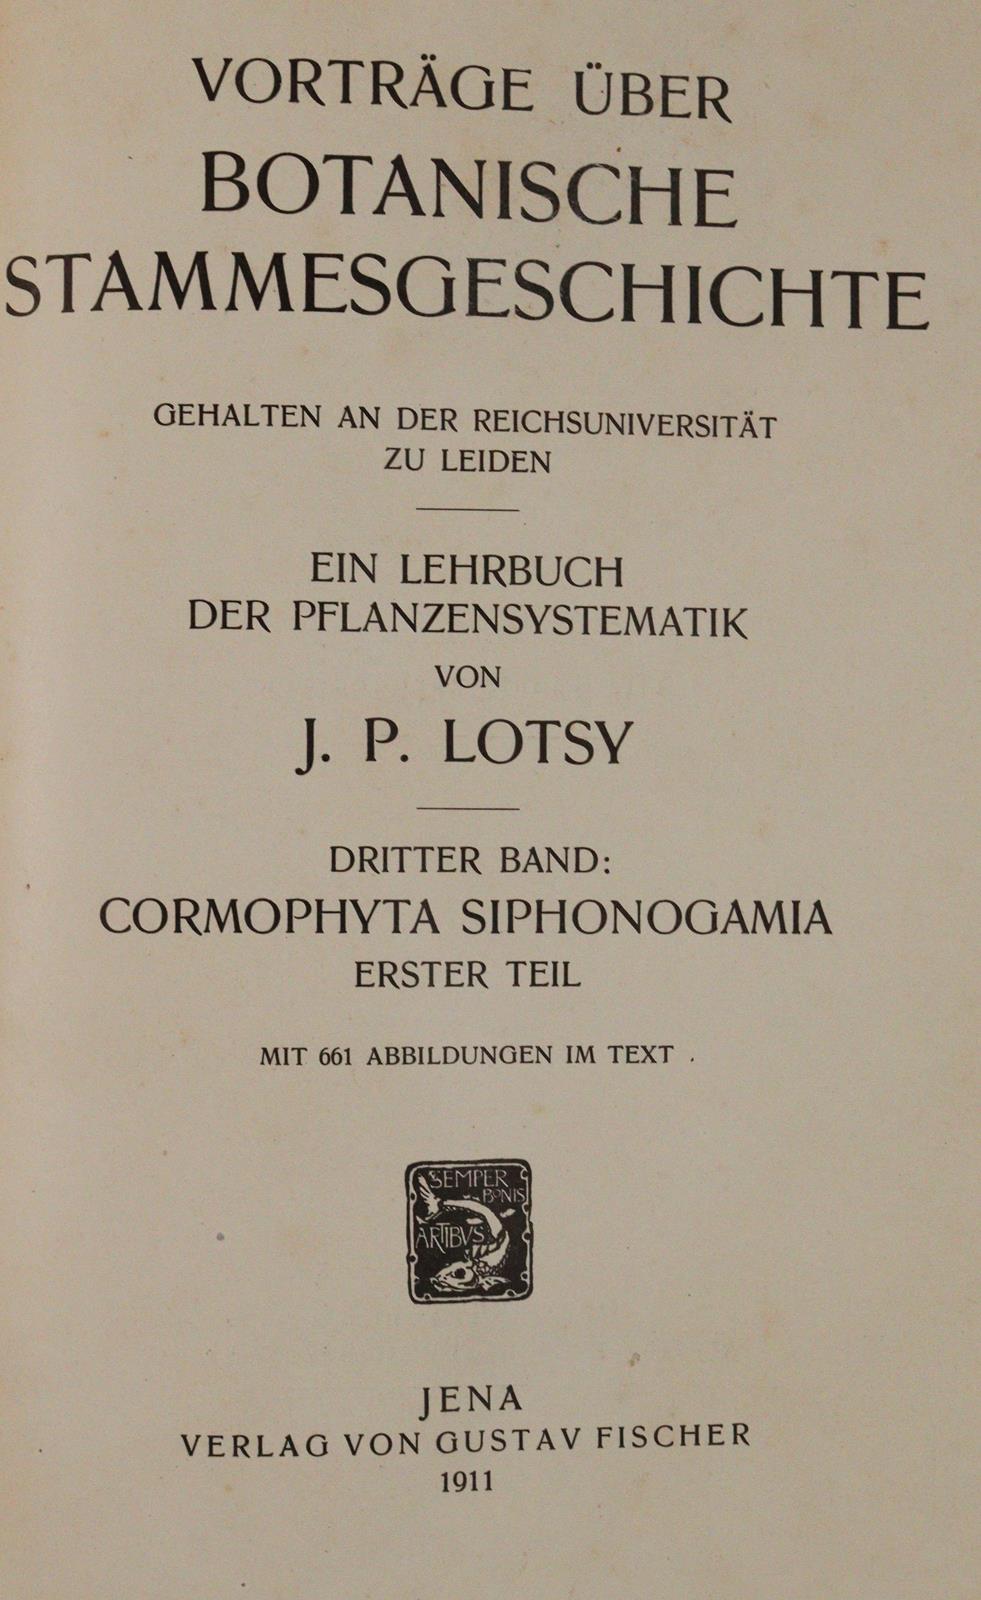 VORTRÄGE ÜBER
BOTANISCHE
STAMMESGESCHICHTE
GEHALTEN AN DER REICHSUNIVERSITÄT
ZU LEIDEN
EIN LEHRBUCH
DER PFLANZENSYSTEMATIK
VON
J. P. LOTSY
DRITTER BAND:
CORMOPHYTA SIPHONOGAMIA
ERSTER TEIL
MIT 661 ABBILDUNGEN IM TEXT .
SEMPER
BONIS
ARTIBVS
JENA
VERLAG VON GUSTAV FISCHER
1911